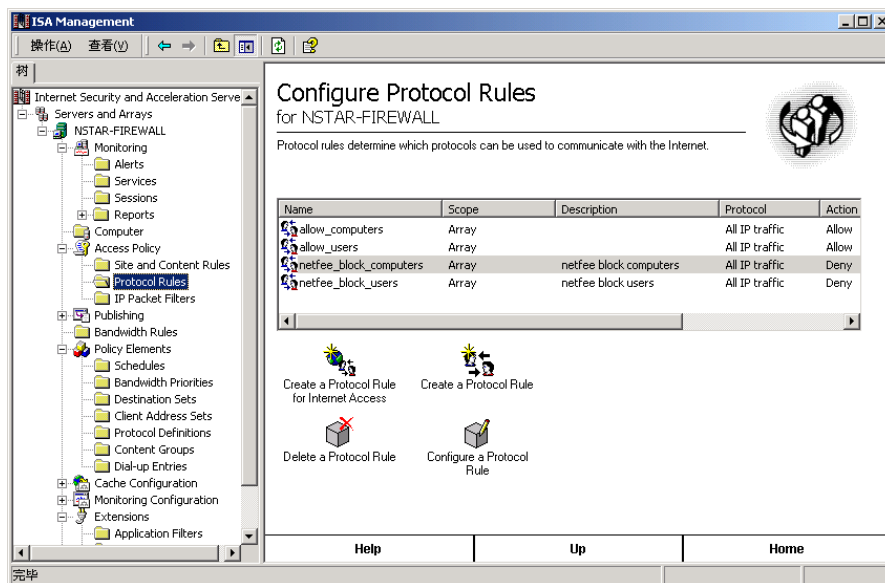 ISA Management
操作(A) 查看(V)
树
Internet Security and Acceleration Serve
Servers and Arrays
NSTAR-FIREWALL
Monitoring
Alerts
Services
Sessions
Reports
Computer
Access Policy
Site and Content Rules
Protocol Rules
IP Packet Filters
Publishing
Bandwidth Rules
Policy Elements
Schedules
Bandwidth Priorities
Destination Sets
Client Address Sets
Protocol Definitions
Content Groups
Dial-up Entries
Cache Configuration
Monitoring Configuration
Extensions
Application Filters
Configure Protocol Rules
for NSTAR-FIREWALL
Protocol rules determine which protocols can be used to communicate with the Internet.
Name Scope Description Protocol Action
allow_computers Array All IP traffic Allow
allow_users Array All IP traffic Allow
netfee_block_computers Array netfee block computers All IP traffic Deny
netfee_block_users Array netfee block users All IP traffic Deny
Create a Protocol Rule
for Internet Access
Create a Protocol Rule
Delete a Protocol Rule
Configure a Protocol
Rule
Help Up Home
完毕